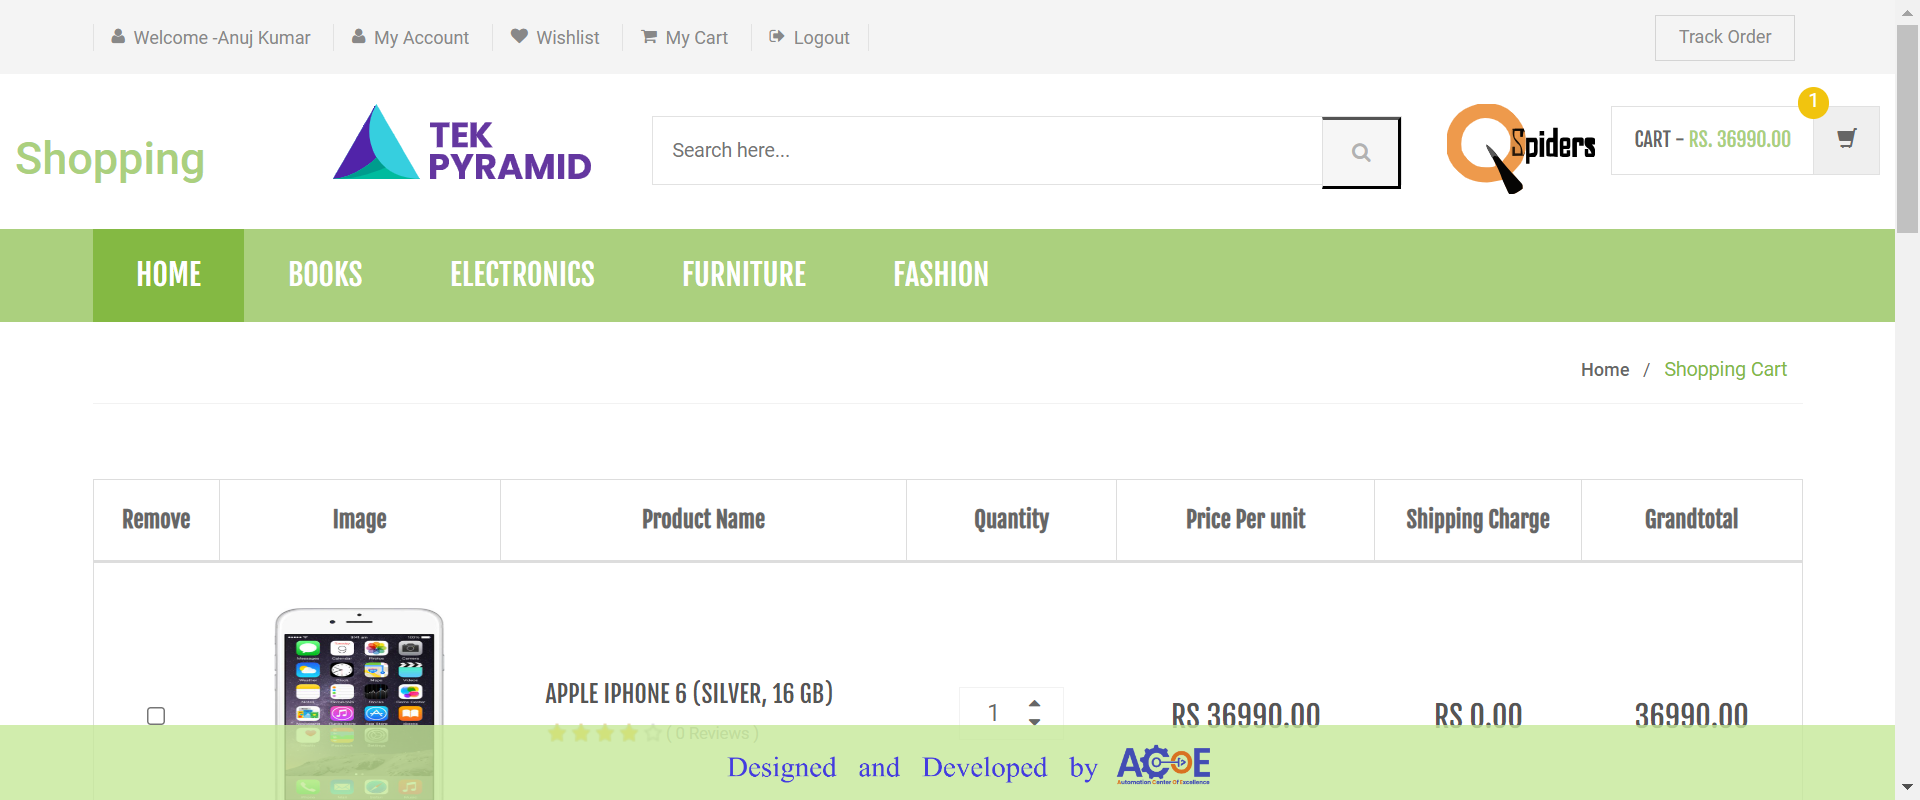 Welcome -Anuj Kumar
My Account
Wishlist
My Cart
Logout
Track Order
Shopping
TEK
PYRAMID
Search here...
QSpiders
CART - RS. 36990.00
1
HOME
BOOKS
ELECTRONICS
FURNITURE
FASHION
Home / Shopping Cart
Remove
Image
Product Name
Quantity
Price Per unit
Shipping Charge
Grandtotal
APPLE IPHONE 6 (SILVER, 16 GB)
( 0 Reviews )
1
RS 36990.00
RS 0.00
36990.00
Designed and Developed by
ACOE
Automation Center Of Excellence